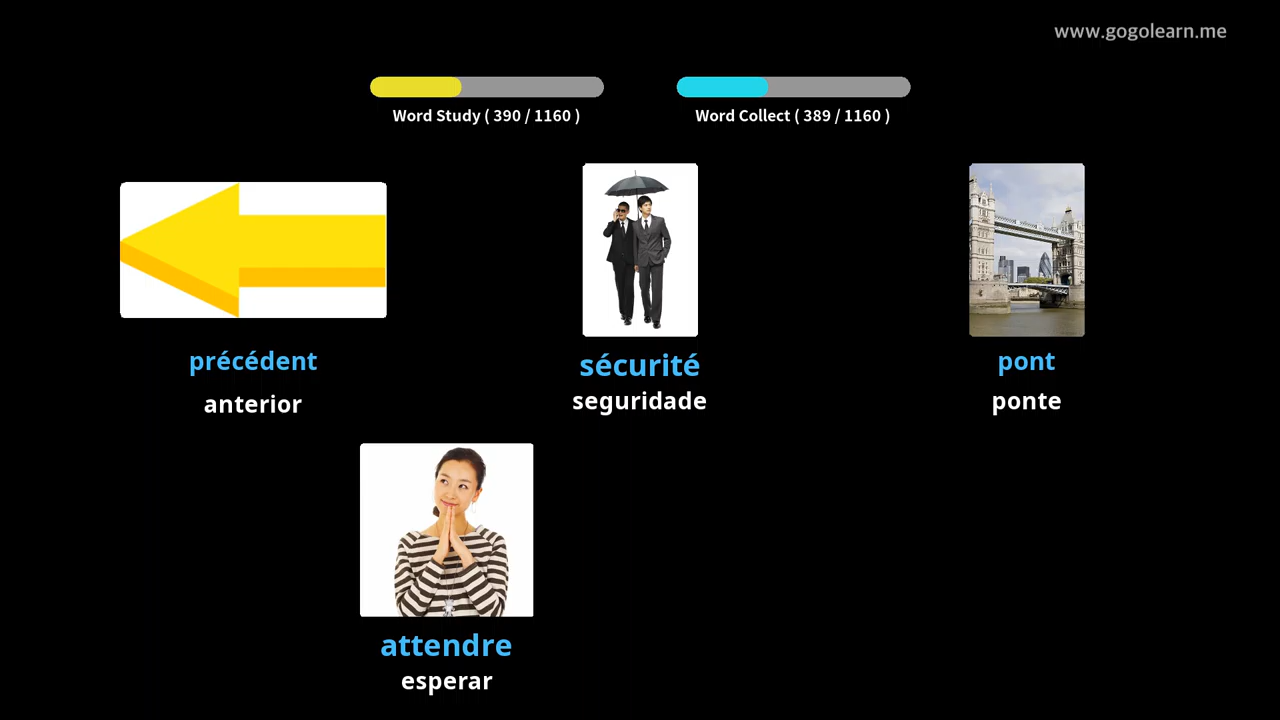 www.gogolearn.me
Word Study ( 390 / 1160 )
Word Collect ( 389 / 1160 )
précédent
anterior
sécurité
seguridade
pont
ponte
attendre
esperar